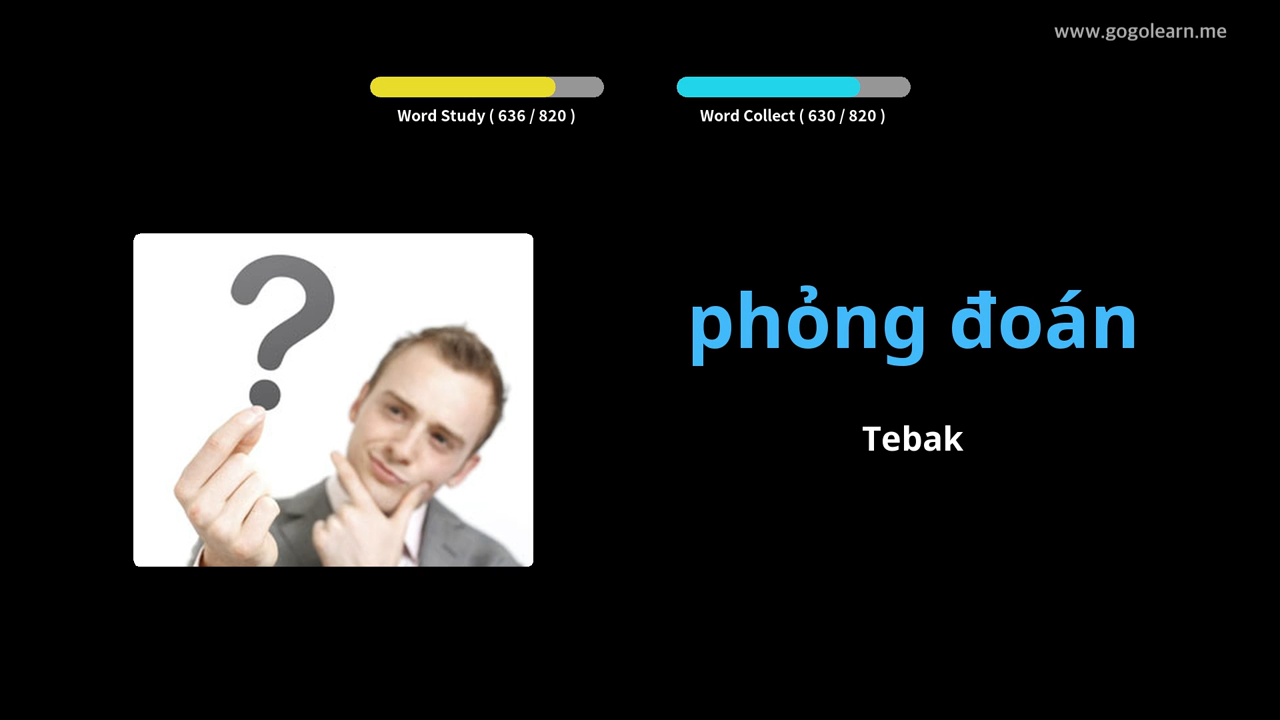 www.gogolearn.me
Word Study ( 636 / 820 )
Word Collect ( 630 / 820 )
phỏng đoán
Tebak